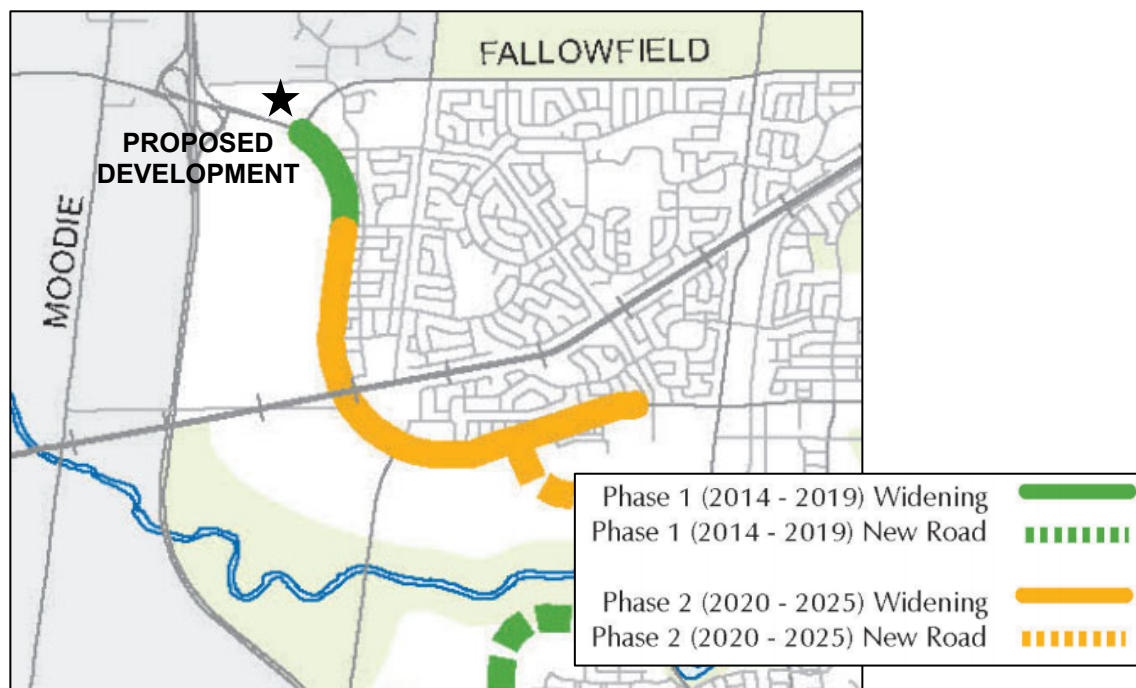 FALLOWFIELD
PROPOSED
DEVELOPMENT
MOODIE
Phase 1 (2014 - 2019) Widening
Phase 1 (2014 - 2019) New Road
Phase 2 (2020 - 2025) Widening
Phase 2 (2020 - 2025) New Road